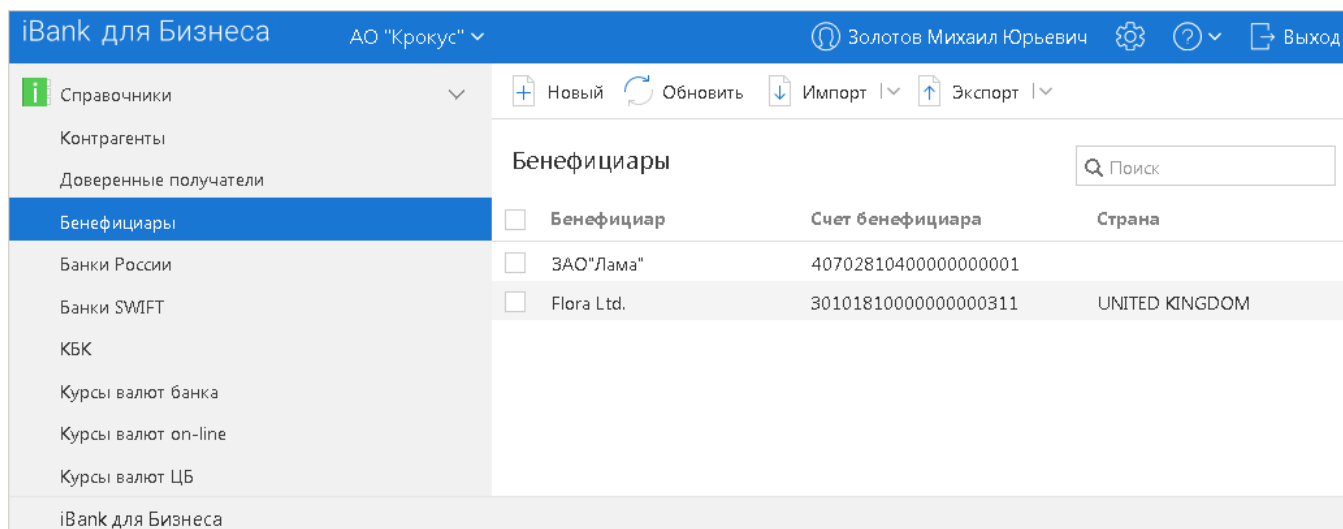 iBank для Бизнеса АО "Крокус" Золотов Михаил Юрьевич Выход
Справочники
Контрагенты
Доверенные получатели
Бенефициары
Банки России
Банки SWIFT
КБК
Курсы валют банка
Курсы валют on-line
Курсы валют ЦБ
iBank для Бизнеса
Новый Обновить Импорт Экспорт
Бенефициары
Поиск
Бенефициар Счет бенефициара Страна
ЗАО"Лама" 40702810400000000001
Flora Ltd. 30101810000000000311 UNITED KINGDOM